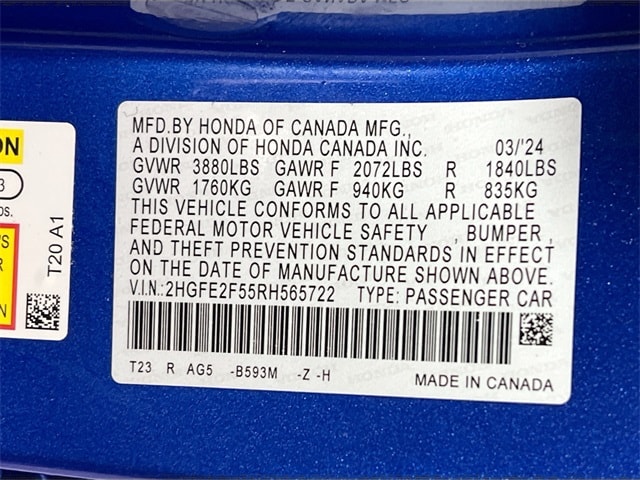 MFD.BY HONDA OF CANADA MFG.,
A DIVISION OF HONDA CANADA INC. 03/'24
GVWR 3880LBS GAWR F 2072LBS R 1840LBS
GVWR 1760KG GAWR F 940KG R 835KG
THIS VEHICLE CONFORMS TO ALL APPLICABLE
FEDERAL MOTOR VEHICLE SAFETY , BUMPER ,
AND THEFT PREVENTION STANDARDS IN EFFECT
ON THE DATE OF MANUFACTURE SHOWN ABOVE.
V.I.N.:2HGFE2F55RH565722 TYPE: PASSENGER CAR
T23 R AG5 -B593M -Z -H
MADE IN CANADA
ON
3
DS.
'S
R
T20 A1